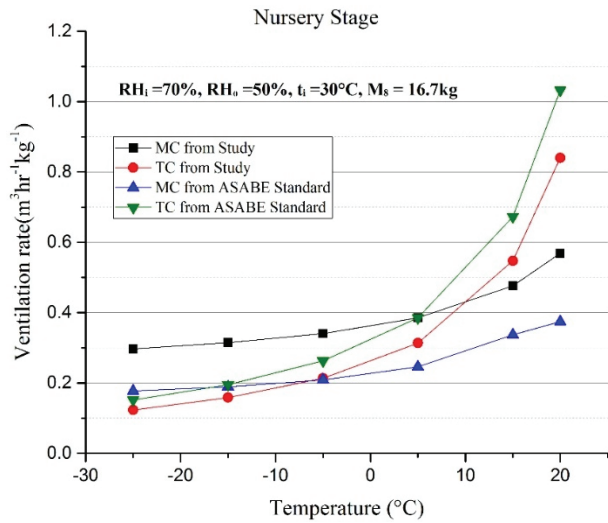 Nursery Stage
RHi =70%, RHo =50%, ti =30°C, M8 = 16.7kg
MC from Study
TC from Study
MC from ASABE Standard
TC from ASABE Standard
Ventilation rate(m³hr⁻¹kg⁻¹)
1.2
1.0
0.8
0.6
0.4
0.2
0.0
-30 -20 -10 0 10 20
Temperature (°C)